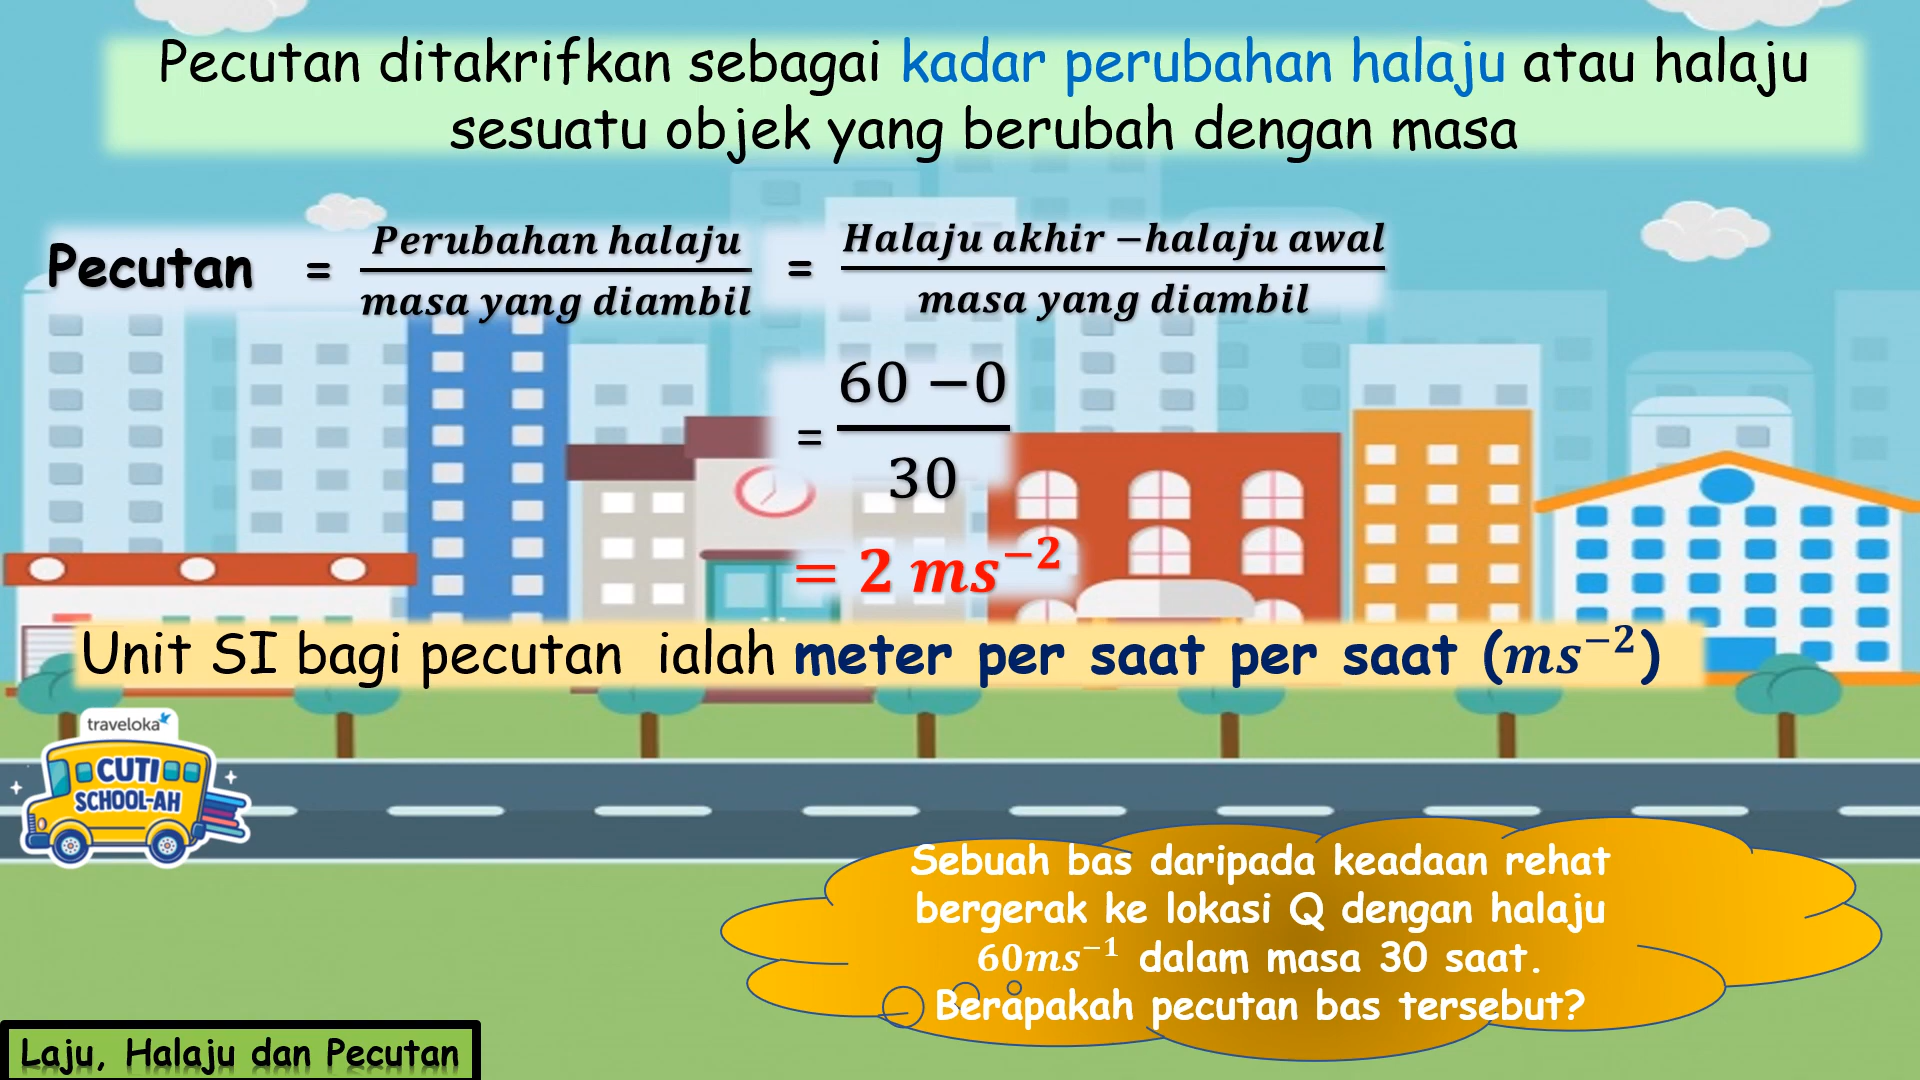 Pecutan ditakrifkan sebagai kadar perubahan halaju atau halaju
sesuatu objek yang berubah dengan masa
Pecutan = Perubahan halaju / masa yang diambil = Halaju akhir – halaju awal / masa yang diambil
= 60 – 0 / 30
= 2 ms⁻²
Unit SI bagi pecutan ialah meter per saat per saat (ms⁻²)
traveloka
CUTI
SCHOOL-AH
Sebuah bas daripada keadaan rehat
bergerak ke lokasi Q dengan halaju
60ms⁻¹ dalam masa 30 saat.
Berapakah pecutan bas tersebut?
Laju, Halaju dan Pecutan